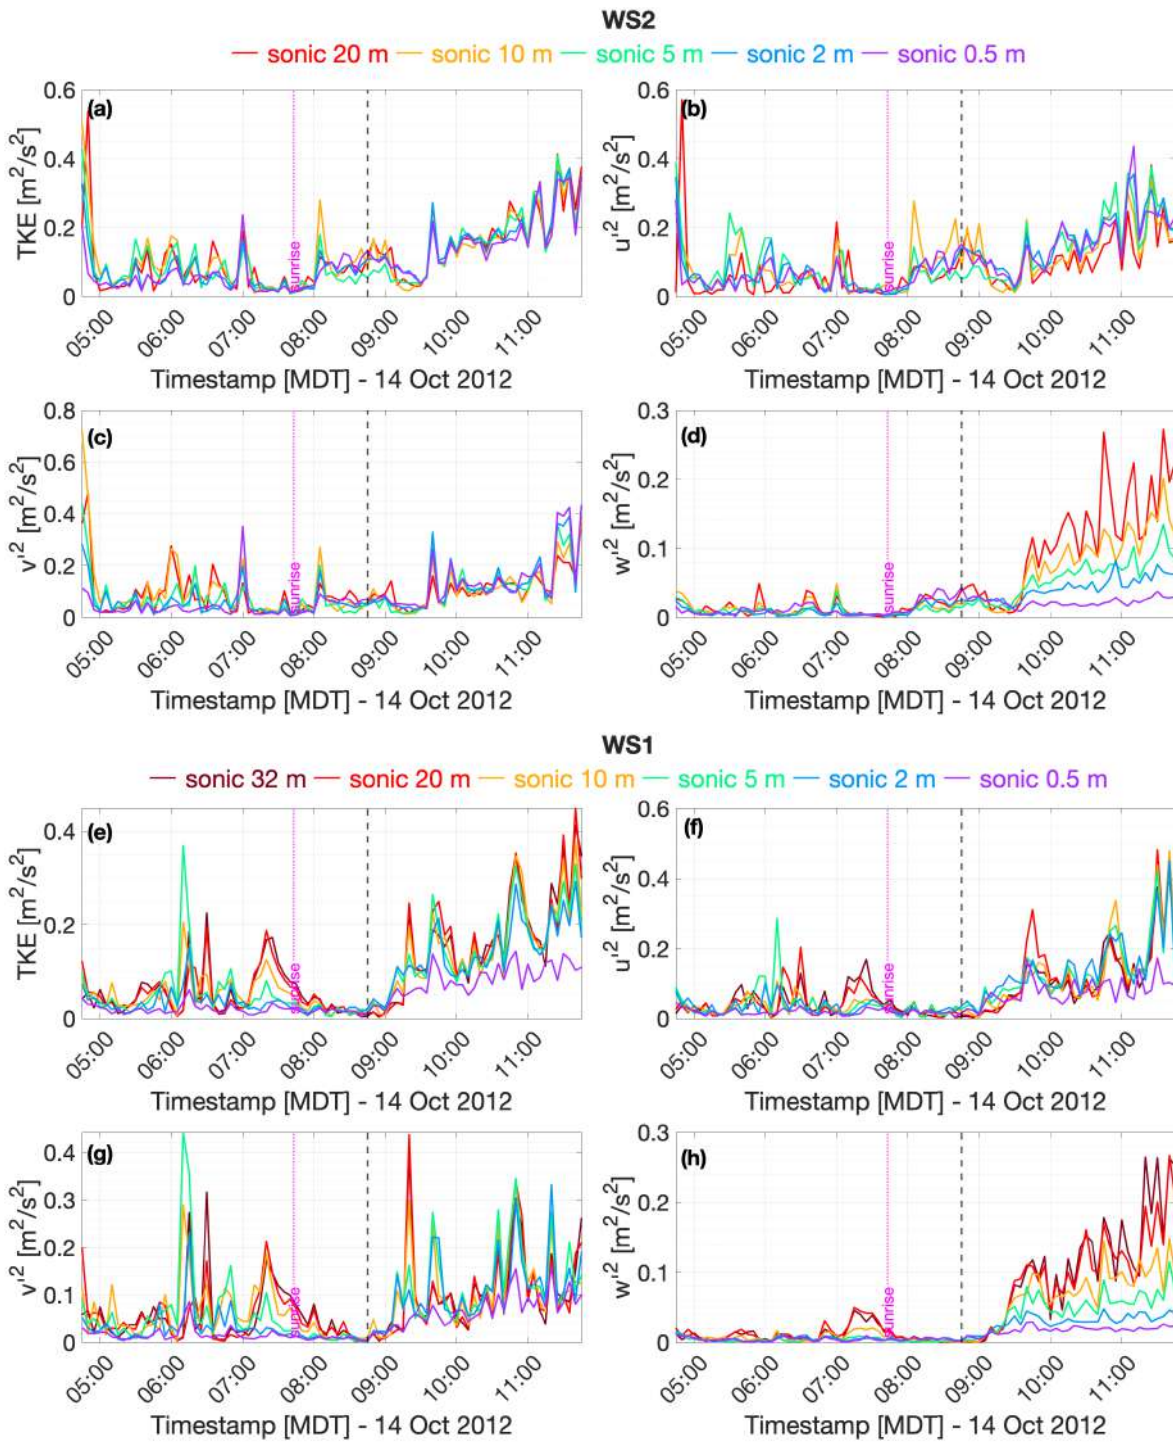 WS2
sonic 20 m sonic 10 m sonic 5 m sonic 2 m sonic 0.5 m
(a)
TKE [m²/s²]
0.6
0.4
0.2
0
sunrise
05:00 06:00 07:00 08:00 09:00 10:00 11:00
Timestamp [MDT] - 14 Oct 2012
(b)
u'² [m²/s²]
0.6
0.4
0.2
0
sunrise
05:00 06:00 07:00 08:00 09:00 10:00 11:00
Timestamp [MDT] - 14 Oct 2012
(c)
v'² [m²/s²]
0.8
0.6
0.4
0.2
0
sunrise
05:00 06:00 07:00 08:00 09:00 10:00 11:00
Timestamp [MDT] - 14 Oct 2012
(d)
w'² [m²/s²]
0.3
0.2
0.1
0
sunrise
05:00 06:00 07:00 08:00 09:00 10:00 11:00
Timestamp [MDT] - 14 Oct 2012
WS1
sonic 32 m sonic 20 m sonic 10 m sonic 5 m sonic 2 m sonic 0.5 m
(e)
TKE [m²/s²]
0.4
0.2
0
sunrise
05:00 06:00 07:00 08:00 09:00 10:00 11:00
Timestamp [MDT] - 14 Oct 2012
(f)
u'² [m²/s²]
0.6
0.4
0.2
0
sunrise
05:00 06:00 07:00 08:00 09:00 10:00 11:00
Timestamp [MDT] - 14 Oct 2012
(g)
v'² [m²/s²]
0.4
0.3
0.2
0.1
0
sunrise
05:00 06:00 07:00 08:00 09:00 10:00 11:00
Timestamp [MDT] - 14 Oct 2012
(h)
w'² [m²/s²]
0.3
0.2
0.1
0
sunrise
05:00 06:00 07:00 08:00 09:00 10:00 11:00
Timestamp [MDT] - 14 Oct 2012